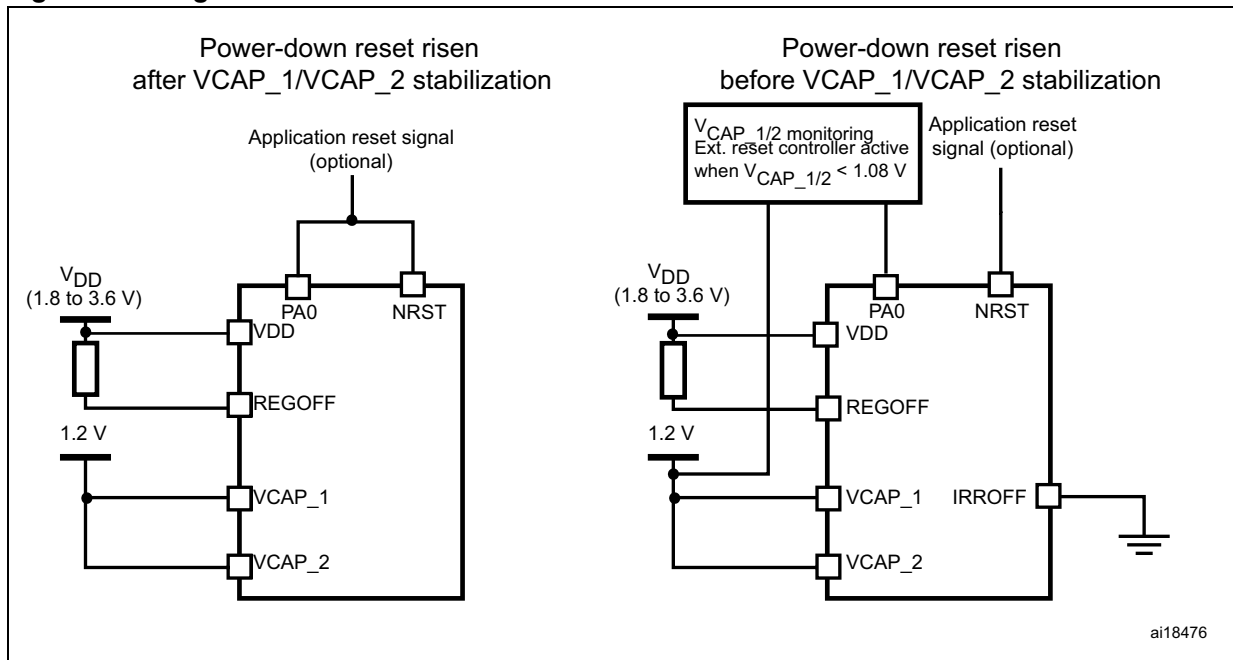 Power-down reset risen
after VCAP_1/VCAP_2 stabilization
Application reset signal
(optional)
VDD
(1.8 to 3.6 V)
PA0
NRST
VDD
REGOFF
1.2 V
VCAP_1
VCAP_2
Power-down reset risen
before VCAP_1/VCAP_2 stabilization
VCAP_1/2 monitoring
Ext. reset controller active
when VCAP_1/2 < 1.08 V
Application reset
signal (optional)
VDD
(1.8 to 3.6 V)
PA0
NRST
VDD
REGOFF
1.2 V
VCAP_1
IRROFF
VCAP_2
ai18476